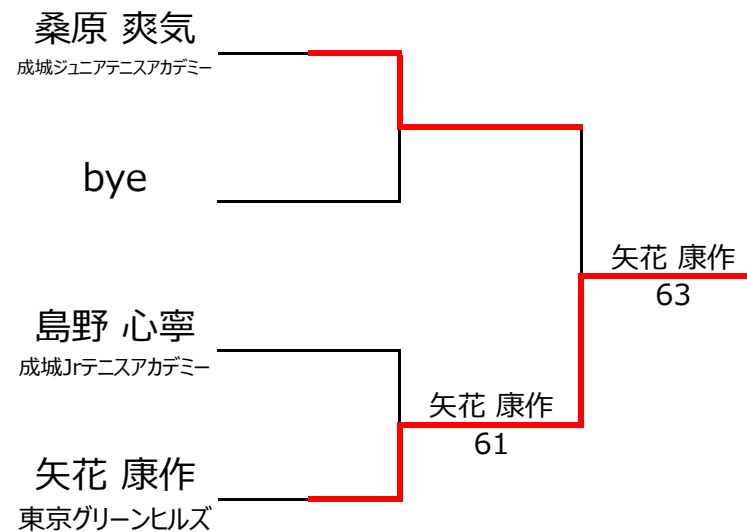 桑原 爽気
成城ジュニアテニスアカデミー
bye
矢花 康作
63
島野 心寧
成城Jrテニスアカデミー
矢花 康作
61
矢花 康作
東京グリーンヒルズ